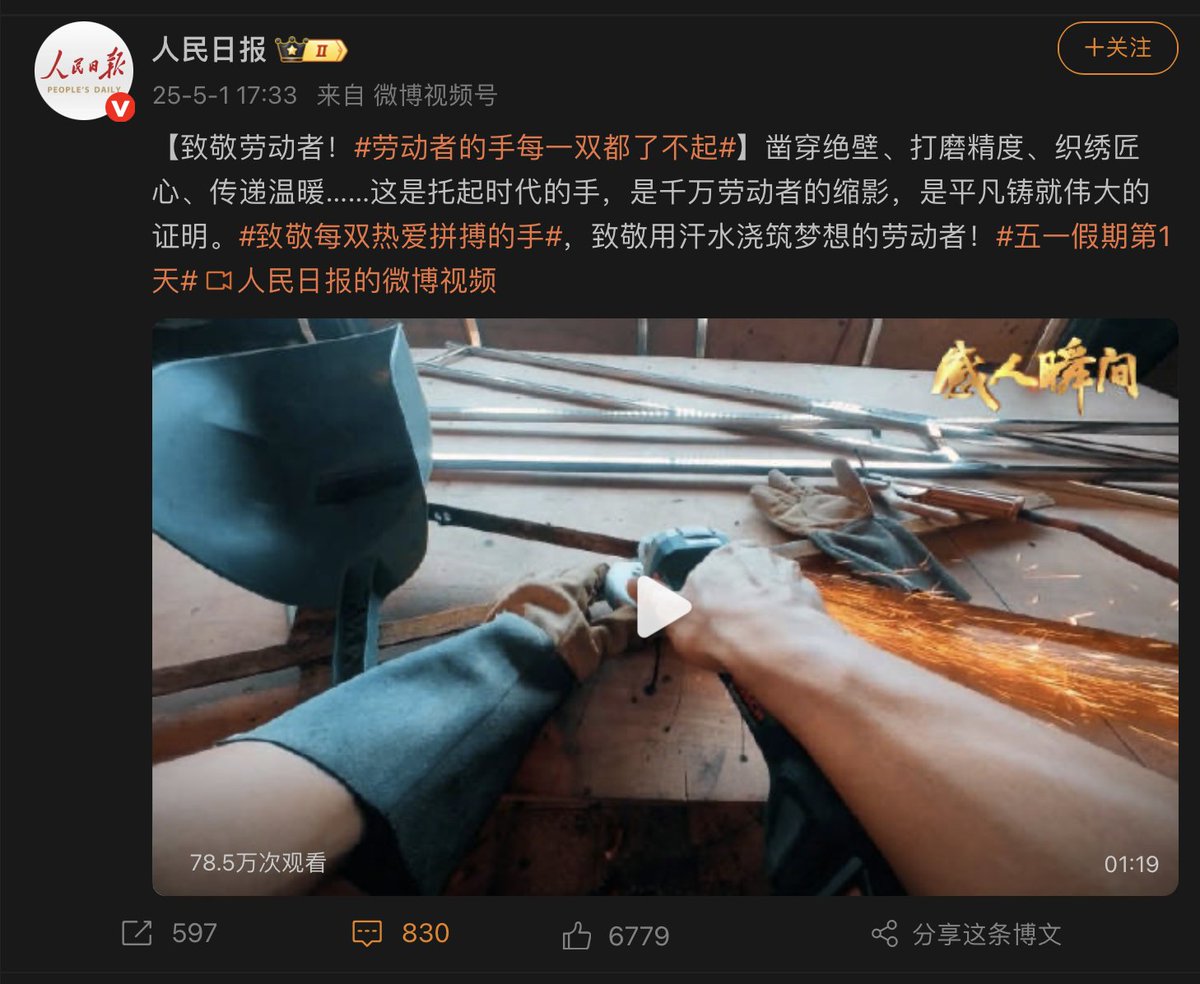 人民日报
PEOPLE'S DAILY
人民日报 II
+关注
25-5-1 17:33 来自 微博视频号
【致敬劳动者！#劳动者的手每一双都了不起#】凿穿绝壁、打磨精度、织绣匠
心、传递温暖……这是托起时代的手，是千万劳动者的缩影，是平凡铸就伟大的
证明。#致敬每双热爱拼搏的手#，致敬用汗水浇筑梦想的劳动者！#五一假期第1
天# 人民日报的微博视频
感人瞬间
78.5万次观看
01:19
597
830
6779
分享这条博文